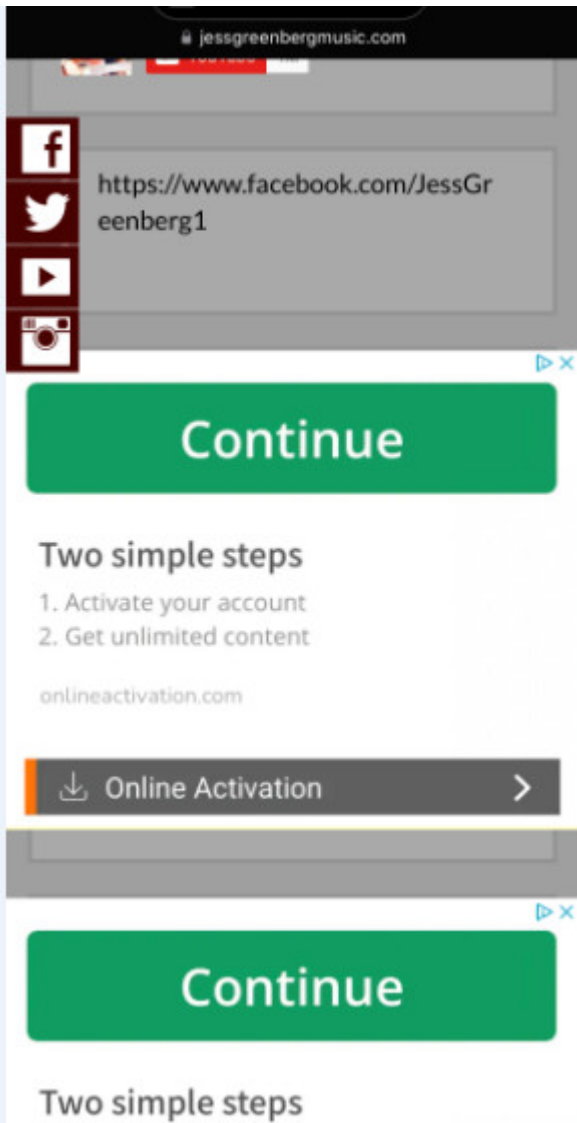 jessgreenbergmusic.com
https://www.facebook.com/JessGr
eenberg1
Continue
Two simple steps
1. Activate your account
2. Get unlimited content
onlineactivation.com
Online Activation
Continue
Two simple steps